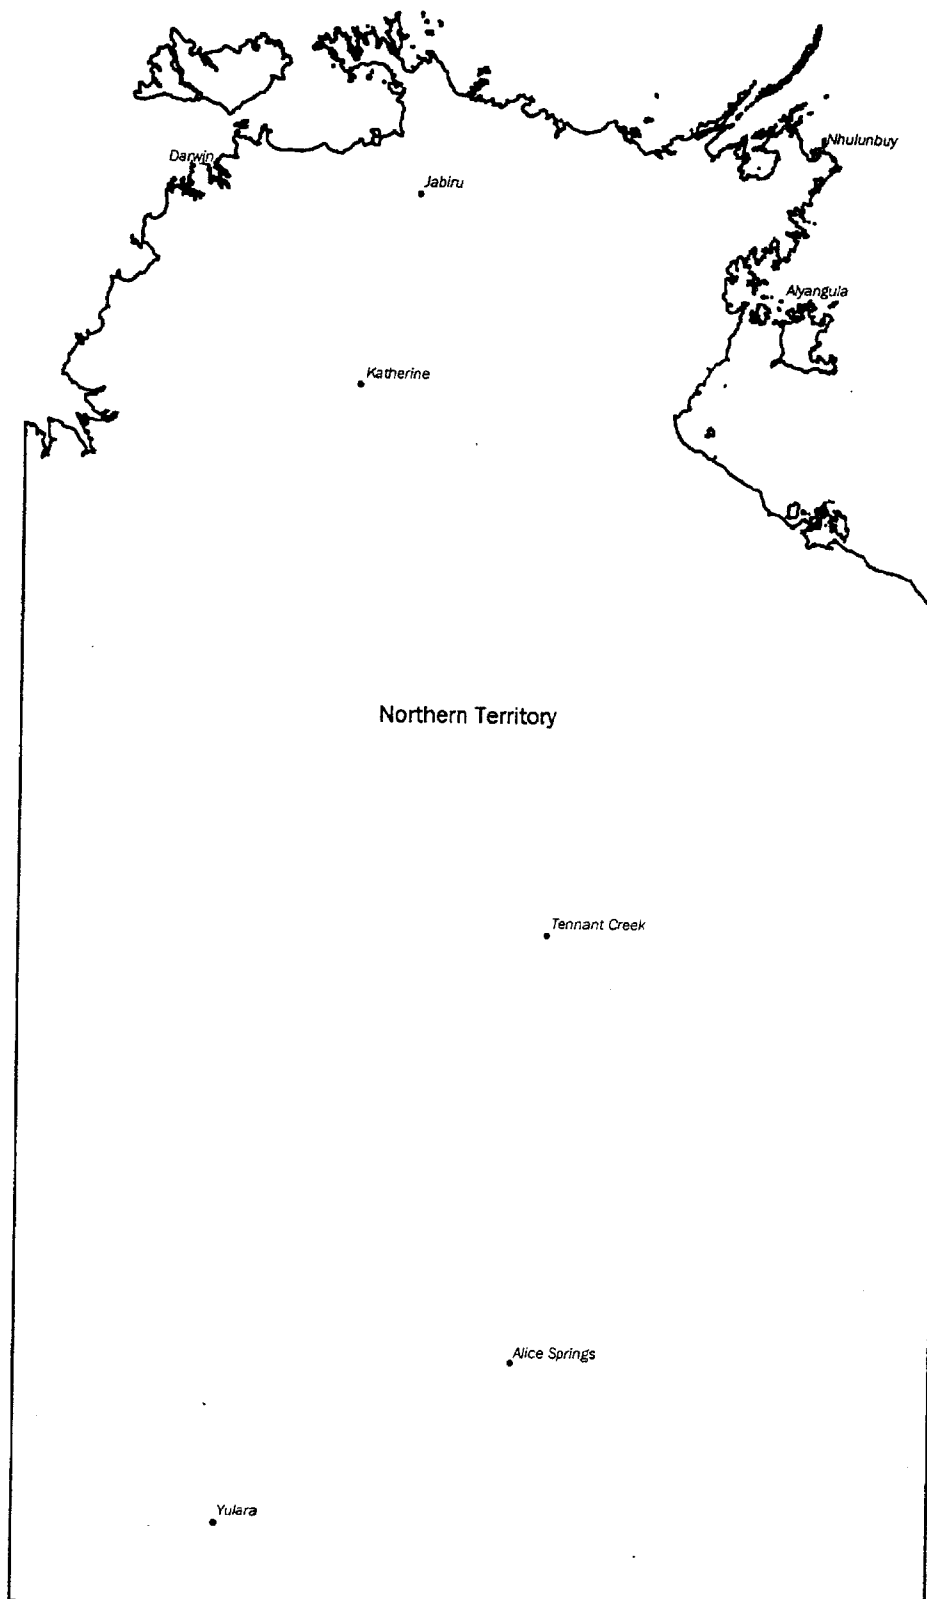 Nhulunbuy
Darwin
Jabiru
Alyangula
Katherine
Northern Territory
Tennant Creek
Alice Springs
Yulara